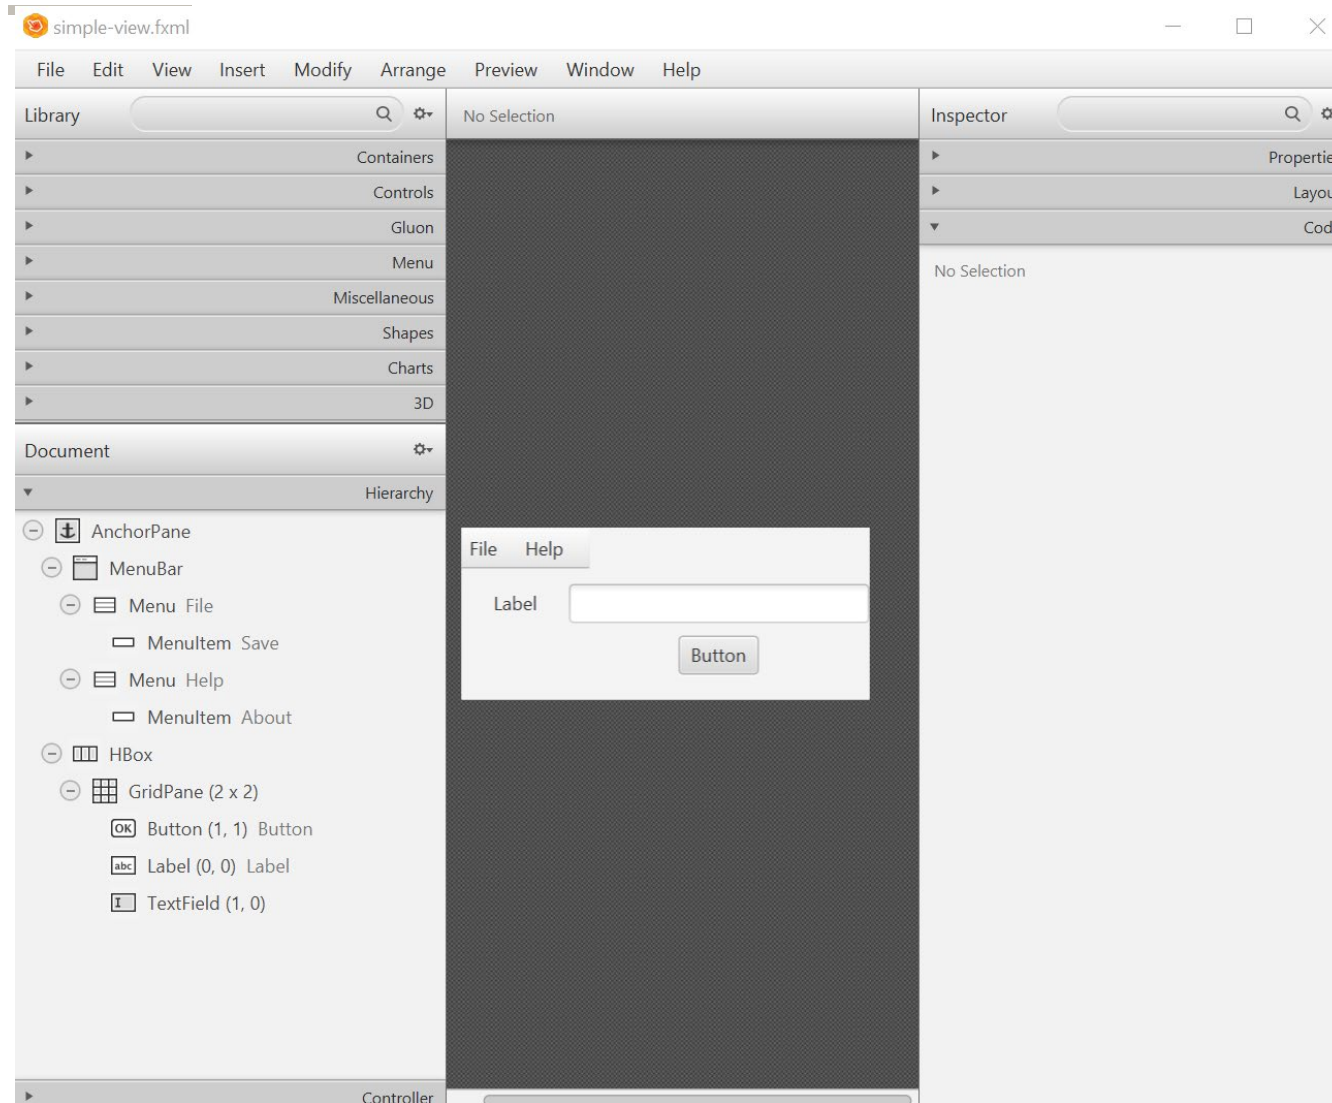 simple-view.fxml
File Edit View Insert Modify Arrange Preview Window Help
Library
Containers
Controls
Gluon
Menu
Miscellaneous
Shapes
Charts
3D
Document
Hierarchy
AnchorPane
MenuBar
Menu File
MenuItem Save
Menu Help
MenuItem About
HBox
GridPane (2 x 2)
OK Button (1, 1) Button
abc Label (0, 0) Label
I TextField (1, 0)
Controller
No Selection
File Help
Label
Button
Inspector
Propertie
Layou
Cod
No Selection